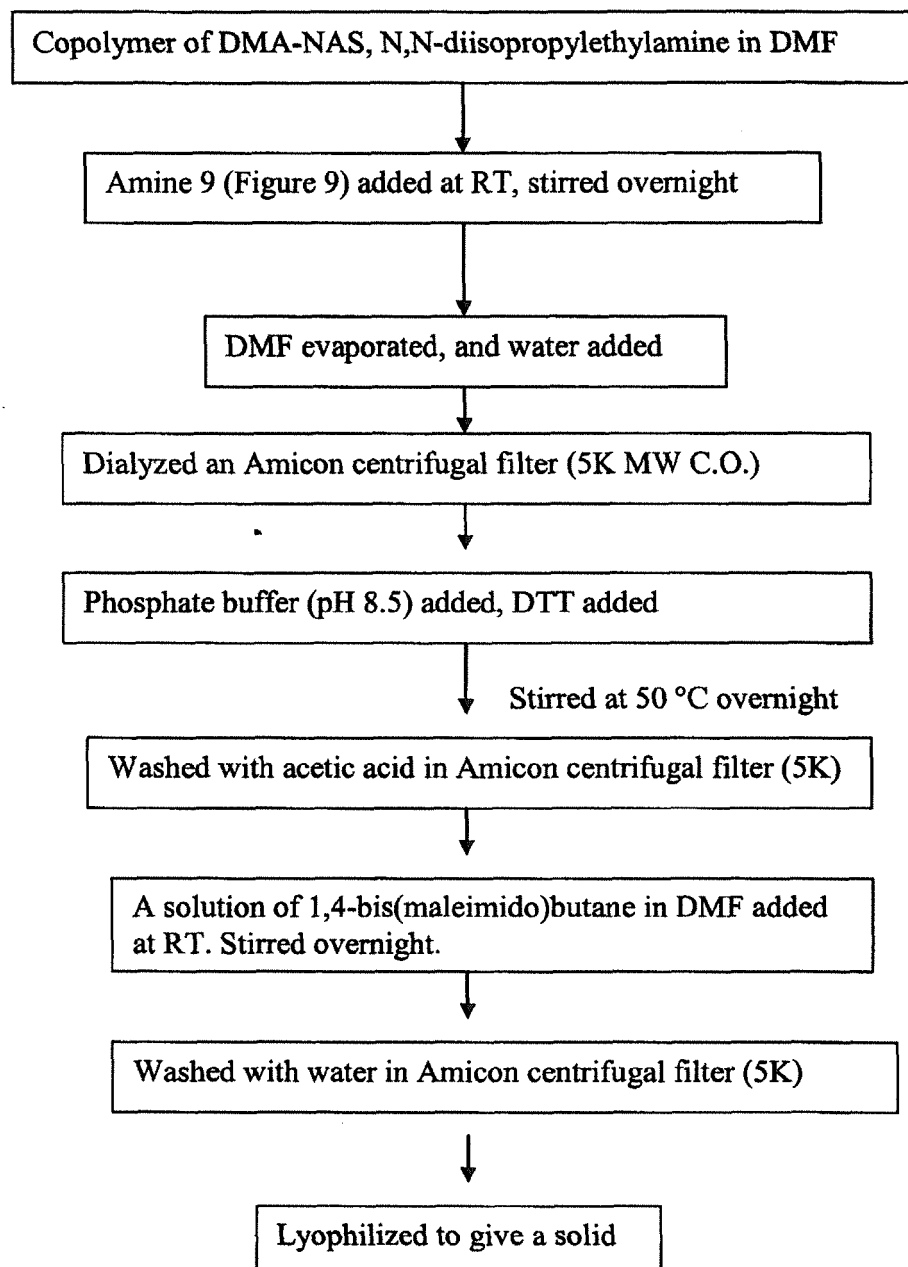 Copolymer of DMA-NAS, N,N-diisopropylethylamine in DMF
Amine 9 (Figure 9) added at RT, stirred overnight
DMF evaporated, and water added
Dialyzed an Amicon centrifugal filter (5K MW C.O.)
Phosphate buffer (pH 8.5) added, DTT added
Stirred at 50 °C overnight
Washed with acetic acid in Amicon centrifugal filter (5K)
A solution of 1,4-bis(maleimido)butane in DMF added
at RT. Stirred overnight.
Washed with water in Amicon centrifugal filter (5K)
Lyophilized to give a solid